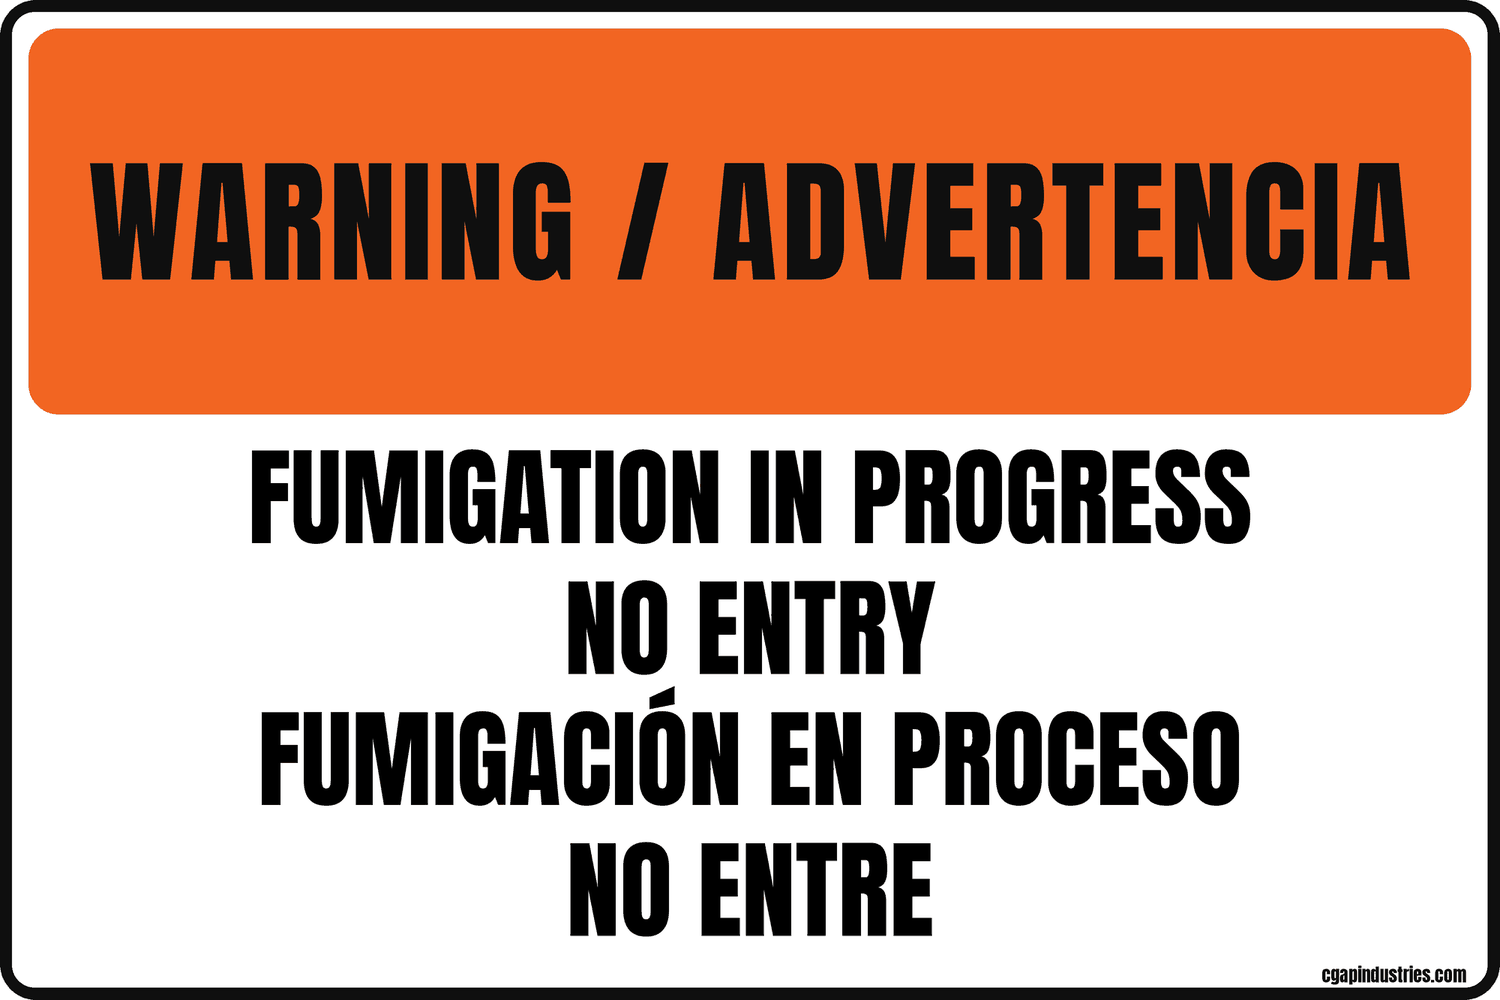 WARNING / ADVERTENCIA
FUMIGATION IN PROGRESS
NO ENTRY
FUMIGACIÓN EN PROCESO
NO ENTRE
cgapindustries.com